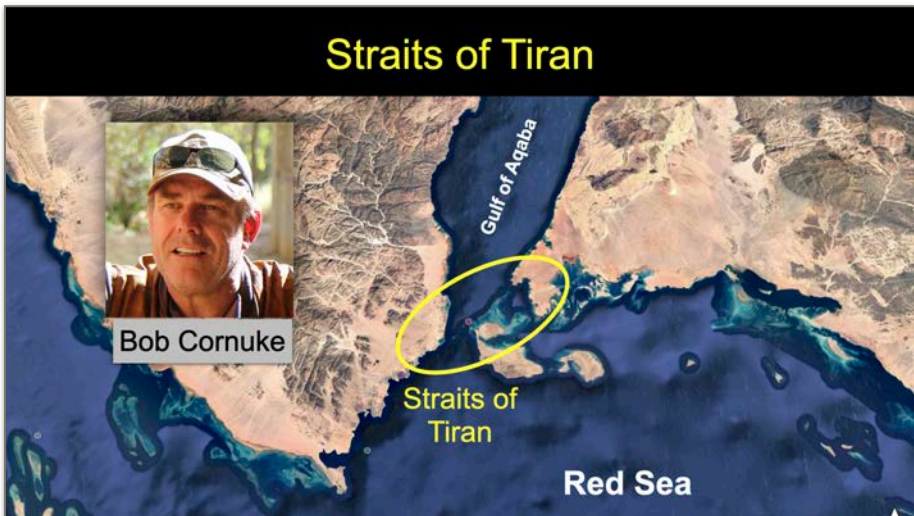 Straits of Tiran
Gulf of Aqaba
Bob Cornuke
Straits of
Tiran
Red Sea